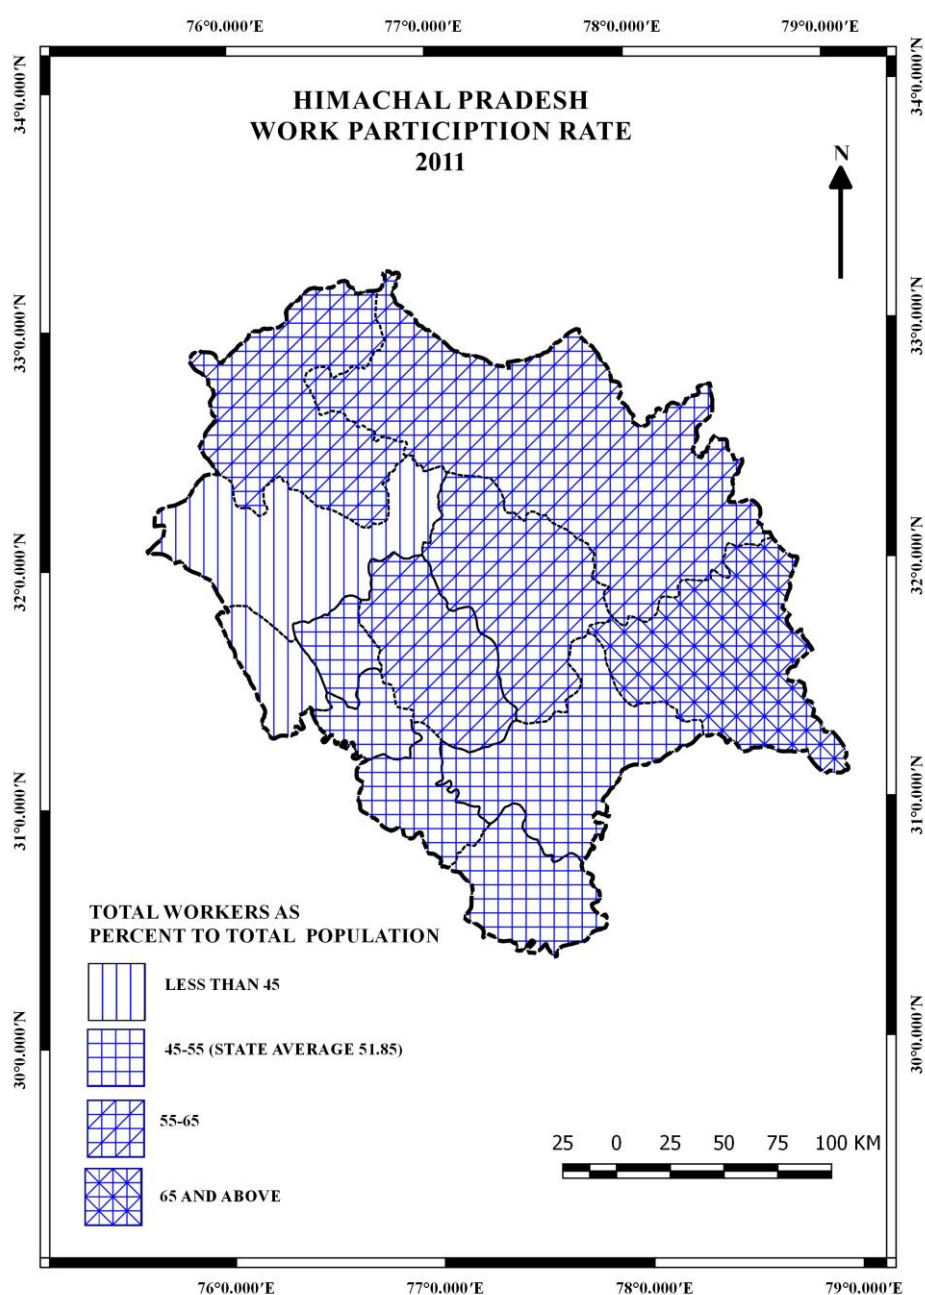 76°0.000′E 77°0.000′E 78°0.000′E 79°0.000′E
34°0.000′N
34°0.000′N
HIMACHAL PRADESH
WORK PARTICIPTION RATE
2011
N
33°0.000′N
33°0.000′N
32°0.000′N
32°0.000′N
31°0.000′N
31°0.000′N
TOTAL WORKERS AS
PERCENT TO TOTAL POPULATION
LESS THAN 45
45-55 (STATE AVERAGE 51.85)
55-65
65 AND ABOVE
30°0.000′N
30°0.000′N
25 0 25 50 75 100 KM
76°0.000′E 77°0.000′E 78°0.000′E 79°0.000′E